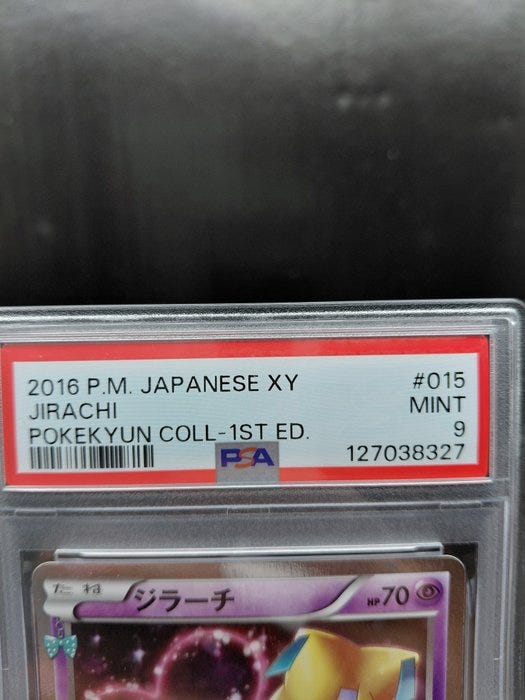 2016 P.M. JAPANESE XY #015
JIRACHI MINT
POKEKYUN COLL-1ST ED. 9
PSA 127038327
たね ジラーチ HP70